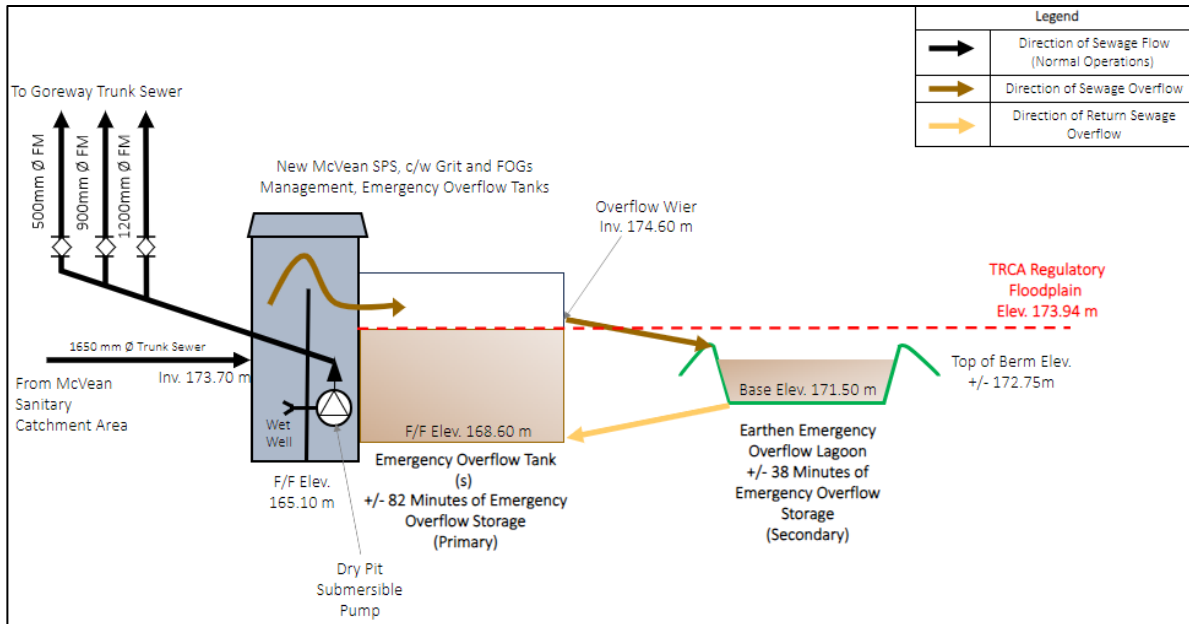 Legend
Direction of Sewage Flow
(Normal Operations)
Direction of Sewage Overflow
Direction of Return Sewage
Overflow
To Goreway Trunk Sewer
500mm Ø FM
900mm Ø FM
1200mm Ø FM
New McVean SPS, c/w Grit and FOGs
Management, Emergency Overflow Tanks
Overflow Wier
Inv. 174.60 m
TRCA Regulatory
Floodplain
Elev. 173.94 m
1650 mm Ø Trunk Sewer
Inv. 173.70 m
From McVean
Sanitary
Catchment Area
Top of Berm Elev.
+/- 172.75m
Base Elev. 171.50 m
Wet
Well
F/F Elev. 168.60 m
F/F Elev.
165.10 m
Emergency Overflow Tank
(s)
+/- 82 Minutes of Emergency
Overflow Storage
(Primary)
Earthen Emergency
Overflow Lagoon
+/- 38 Minutes of
Emergency Overflow
Storage
(Secondary)
Dry Pit
Submersible
Pump